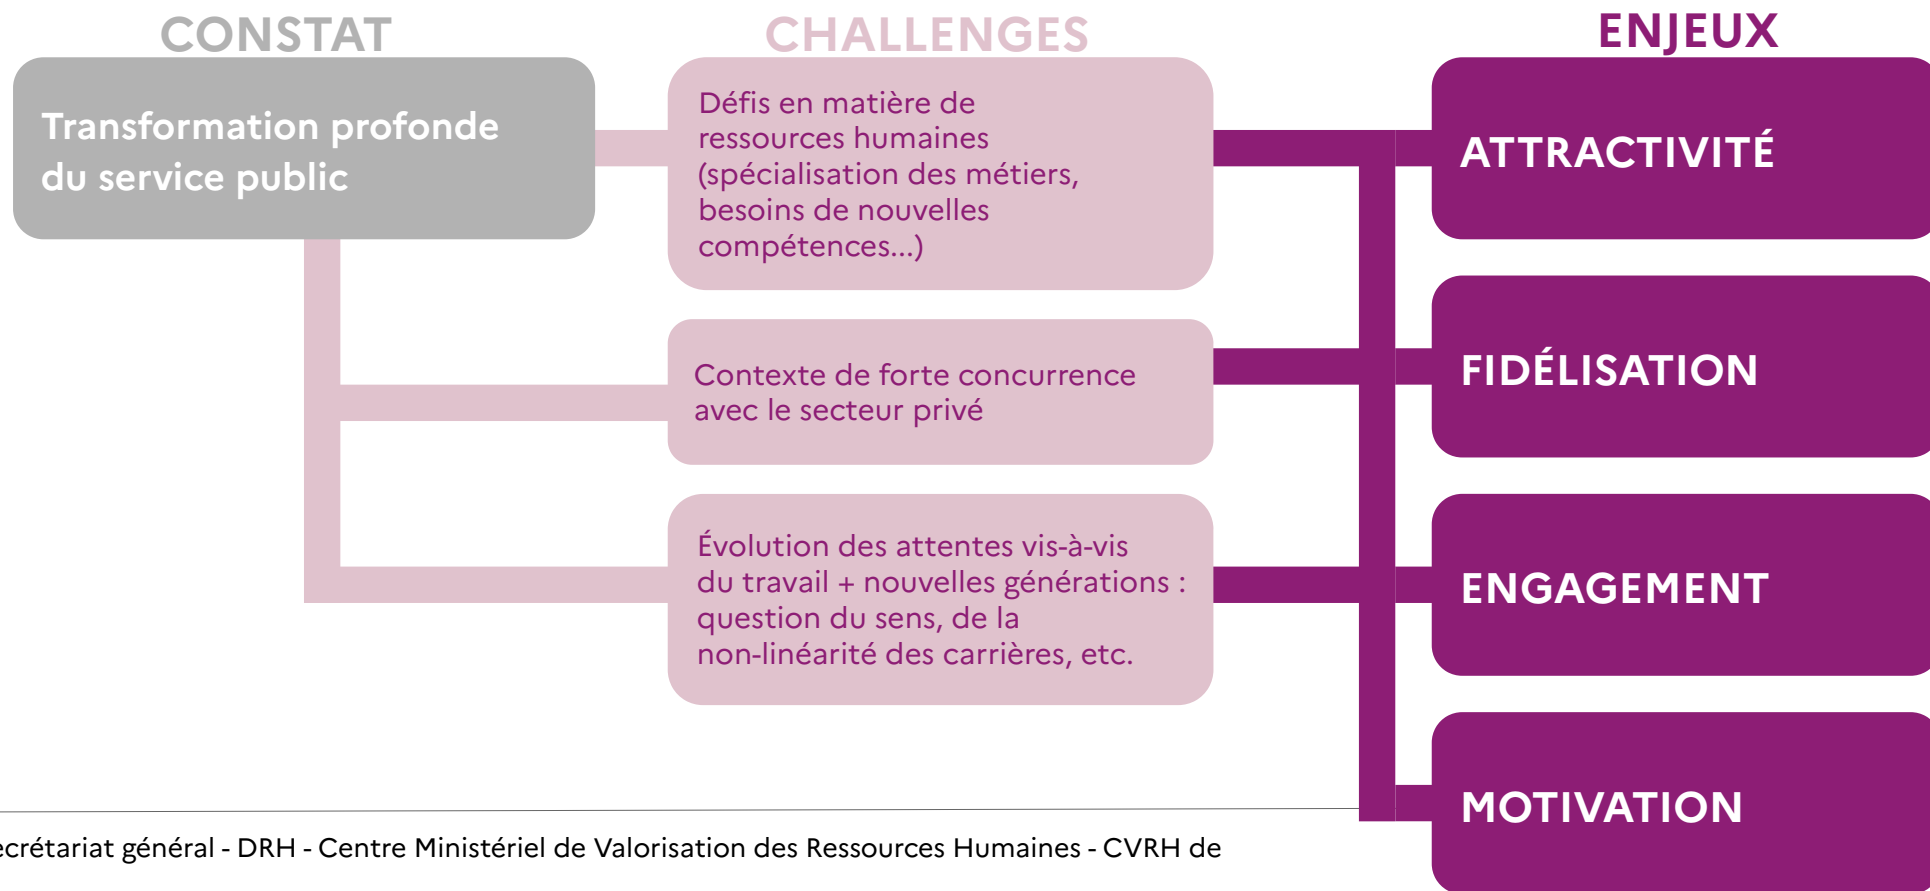 CONSTAT
Transformation profonde
du service public
CHALLENGES
Défis en matière de
ressources humaines
(spécialisation des métiers,
besoins de nouvelles
compétences...)
Contexte de forte concurrence
avec le secteur privé
Évolution des attentes vis-à-vis
du travail + nouvelles générations :
question du sens, de la
non-linéarité des carrières, etc.
ENJEUX
ATTRACTIVITÉ
FIDÉLISATION
ENGAGEMENT
MOTIVATION
ecrétariat général - DRH - Centre Ministériel de Valorisation des Ressources Humaines - CVRH de